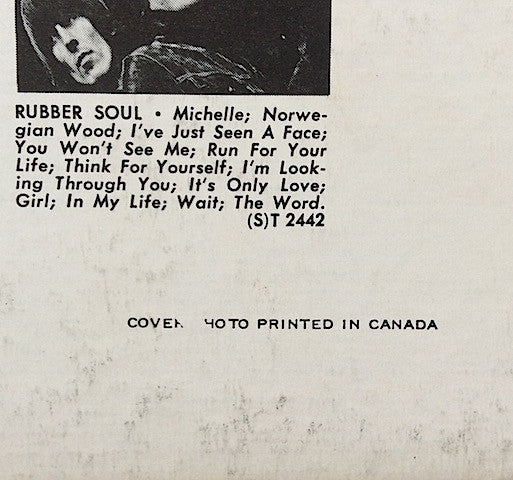 RUBBER SOUL • Michelle; Norwe-
gian Wood; I've Just Seen A Face;
You Won't See Me; Run For Your
Life; Think For Yourself; I'm Look-
ing Through You; It's Only Love;
Girl; In My Life; Wait; The Word.
(S)T 2442
COVER HOTO PRINTED IN CANADA